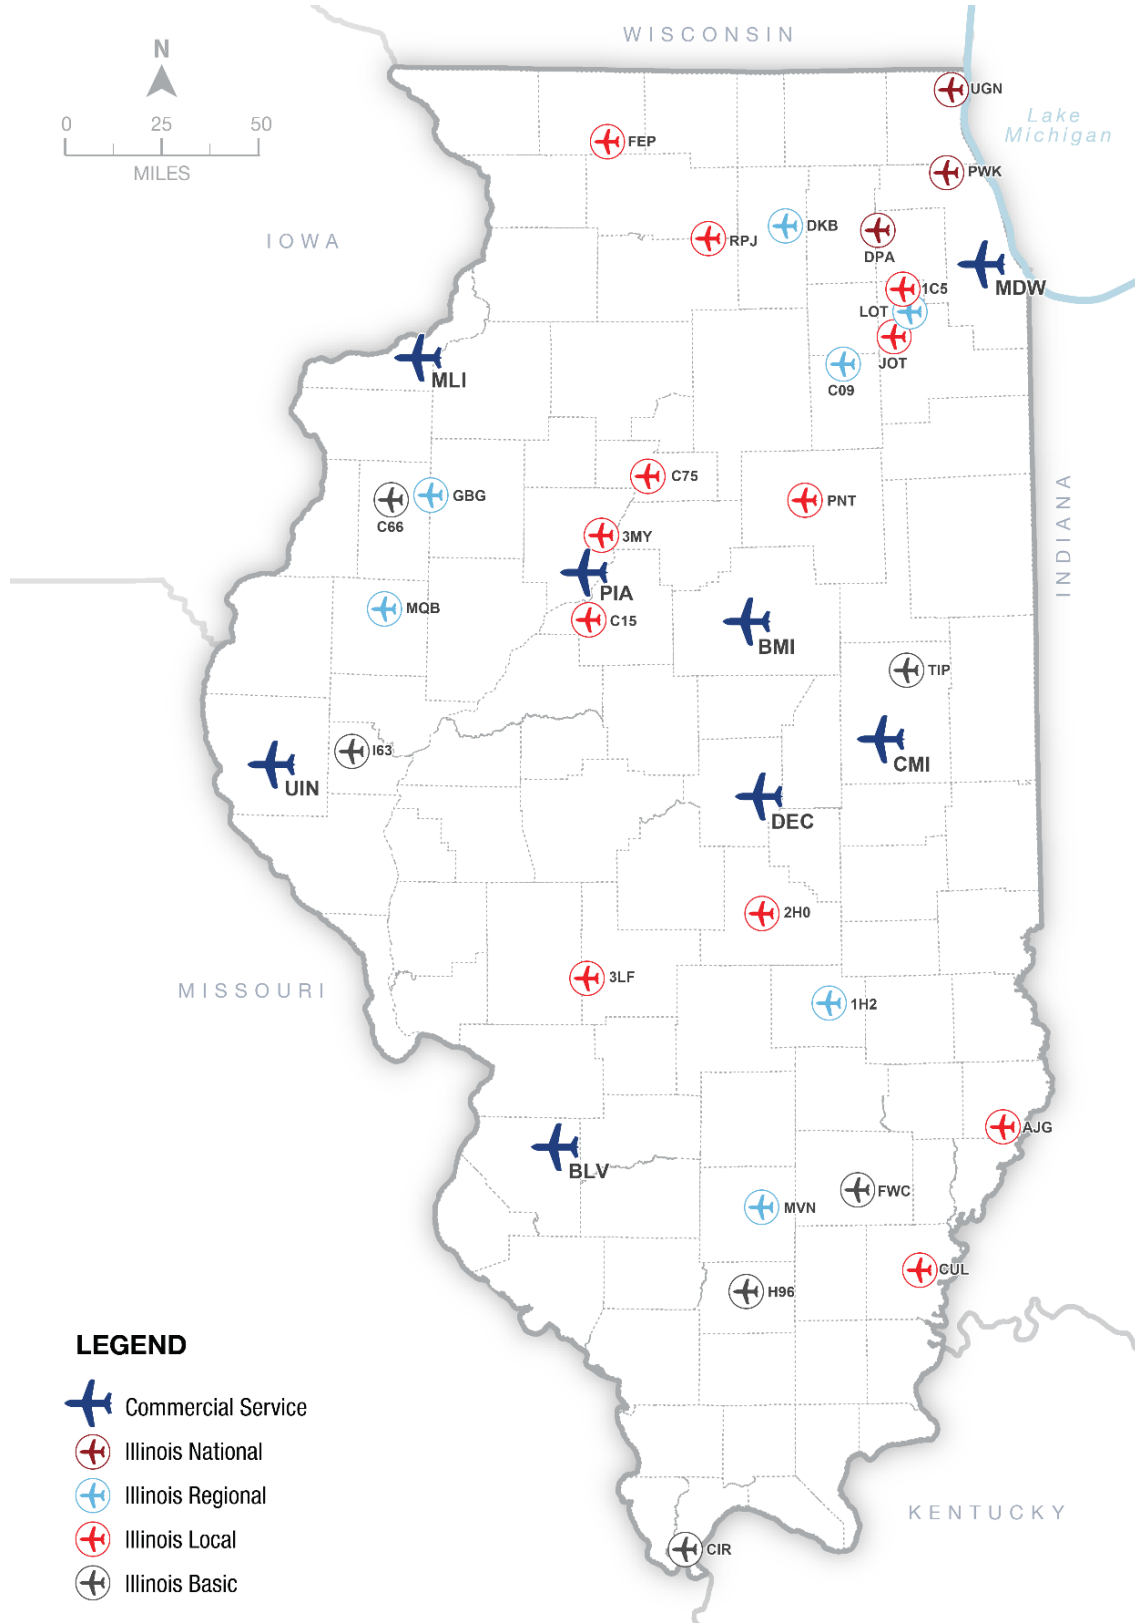 WISCONSIN
N
UGN
Lake
Michigan
0 25 50
MILES
FEP
PWK
IOWA
DKB
RPJ
DPA
MDW
1C5
LOT
JOT
MLI
C09
C75
GBG
C66
PNT
INDIANA
3MY
PIA
MQB
C15
BMI
TIP
I63
CMI
UIN
DEC
2H0
3LF
MISSOURI
1H2
AJG
BLV
FWC
MVN
CUL
H96
LEGEND
Commercial Service
Illinois National
Illinois Regional
Illinois Local
Illinois Basic
KENTUCKY
CIR